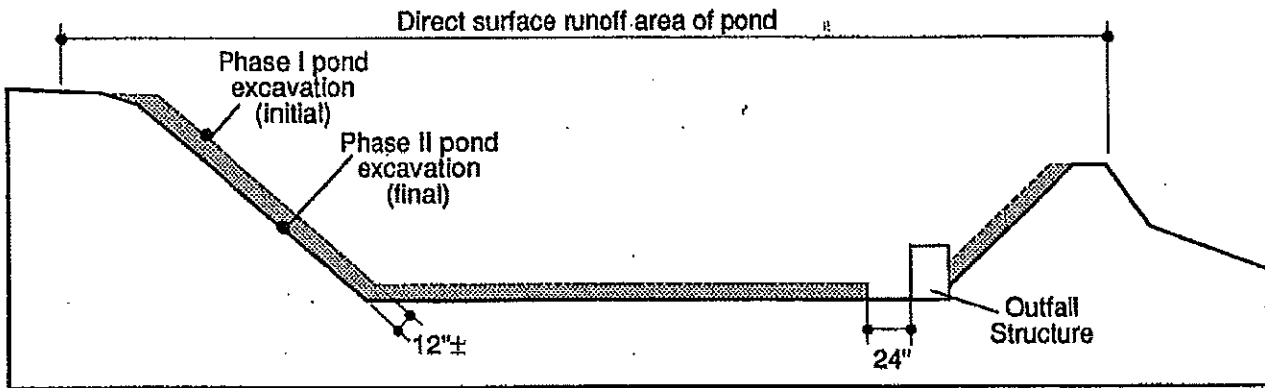 Direct surface runoff area of pond
Phase I pond
excavation
(initial)
Phase II pond
excavation
(final)
12"±
24"
Outfall
Structure